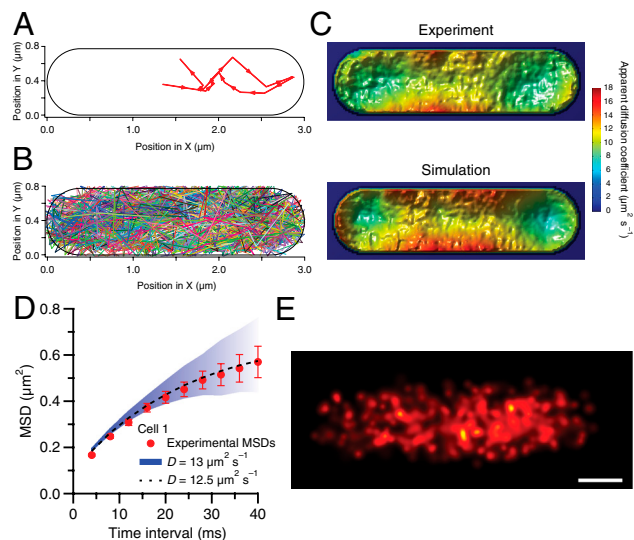 A
Position in Y (μm)
0.8
0.4
0.0
0.0
1.0
2.0
3.0
Position in X (μm)
B
Position in Y (μm)
0.8
0.4
0.0
0.0
1.0
2.0
3.0
Position in X (μm)
C
Experiment
Simulation
18
16
14
12
10
8
6
4
2
0
Apparent diffusion coefficient (μm² s⁻¹)
D
MSD (μm²)
0.8
0.6
0.4
0.2
0.0
0
10
20
30
40
Time interval (ms)
Cell 1
Experimental MSDs
D = 13 μm² s⁻¹
D = 12.5 μm² s⁻¹
E